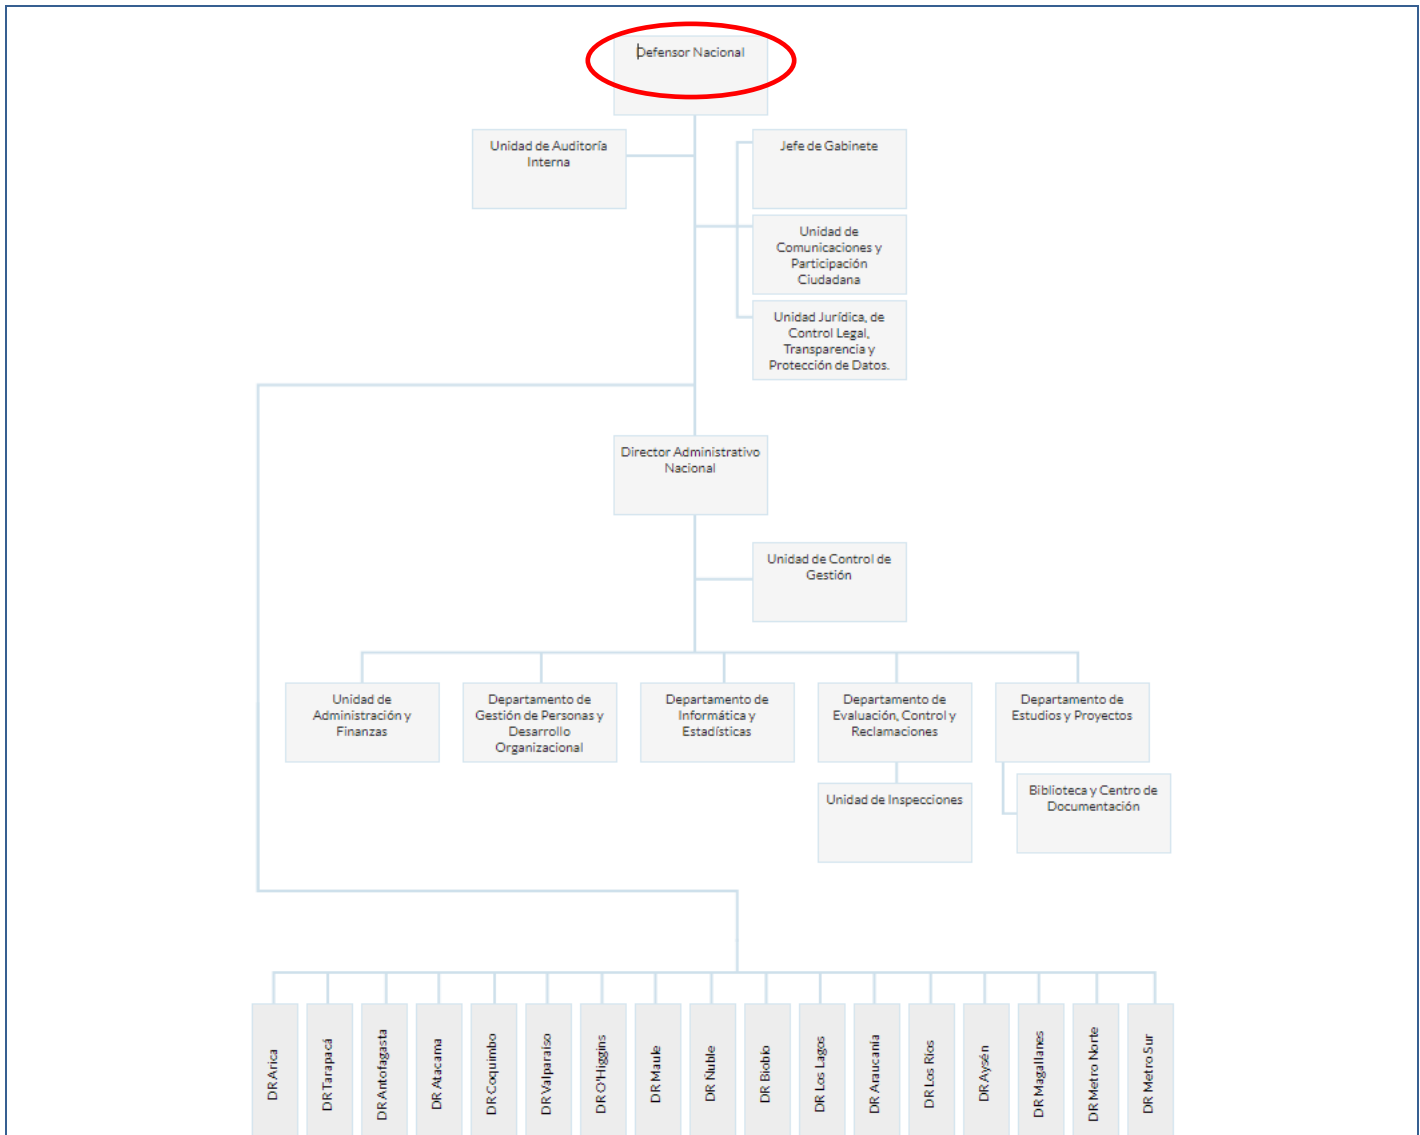 Defensor Nacional
Unidad de Auditoría
Interna
Jefe de Gabinete
Unidad de
Comunicaciones y
Participación
Ciudadana
Unidad Jurídica, de
Control Legal,
Transparencia y
Protección de Datos.
Director Administrativo
Nacional
Unidad de Control de
Gestión
Unidad de
Administración y
Finanzas
Departamento de
Gestión de Personas y
Desarrollo
Organizacional
Departamento de
Informática y
Estadísticas
Departamento de
Evaluación, Control y
Reclamaciones
Departamento de
Estudios y Proyectos
Unidad de Inspecciones
Biblioteca y Centro de
Documentación
DR Arica
DR Tarapacá
DR Antofagasta
DR Atacama
DR Coquimbo
DR Valparaíso
DR O'Higgins
DR Maule
DR Ñuble
DR Biobío
DR Los Lagos
DR Araucanía
DR Los Ríos
DR Aysén
DR Magallanes
DR Metro Norte
DR Metro Sur